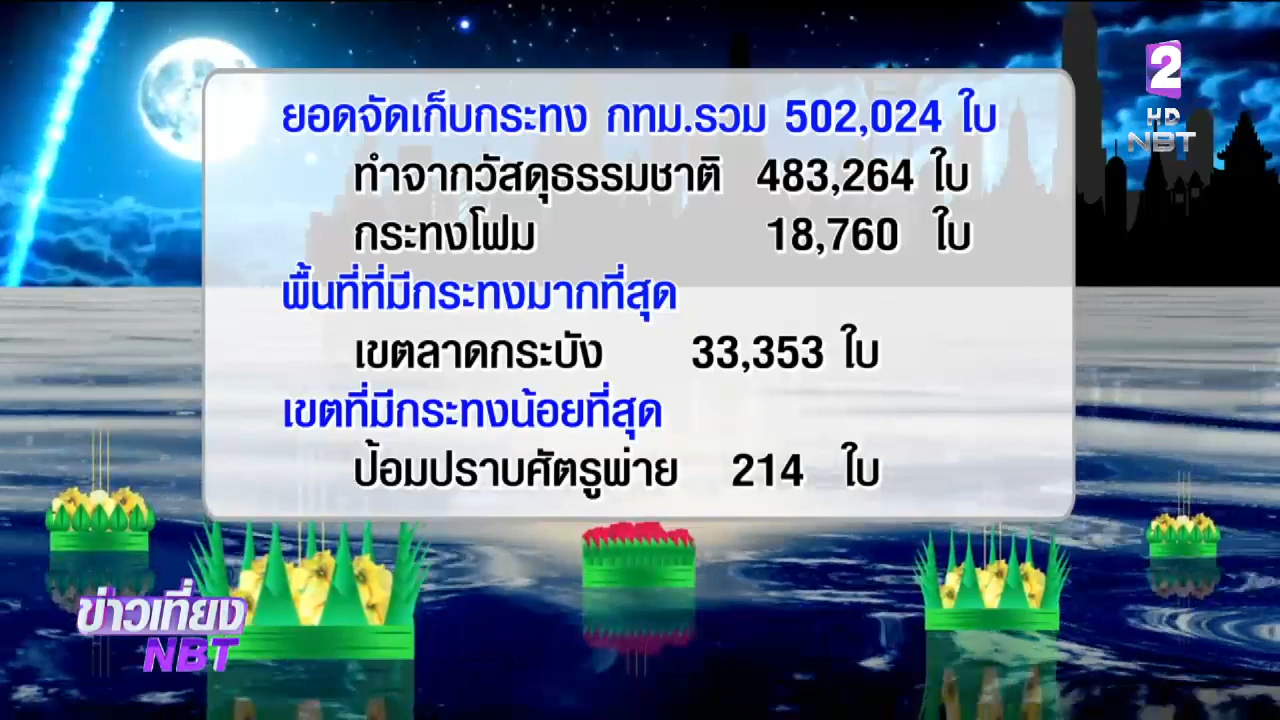 2
HD
NBT
ยอดจัดเก็บกระทง กทม.รวม 502,024 ใบ
ทำจากวัสดุธรรมชาติ 483,264 ใบ
กระทงโฟม 18,760 ใบ
พื้นที่ที่มีกระทงมากที่สุด
เขตลาดกระบัง 33,353 ใบ
เขตที่มีกระทงน้อยที่สุด
ป้อมปราบศัตรูพ่าย 214 ใบ
ข่าวเที่ยง
NBT